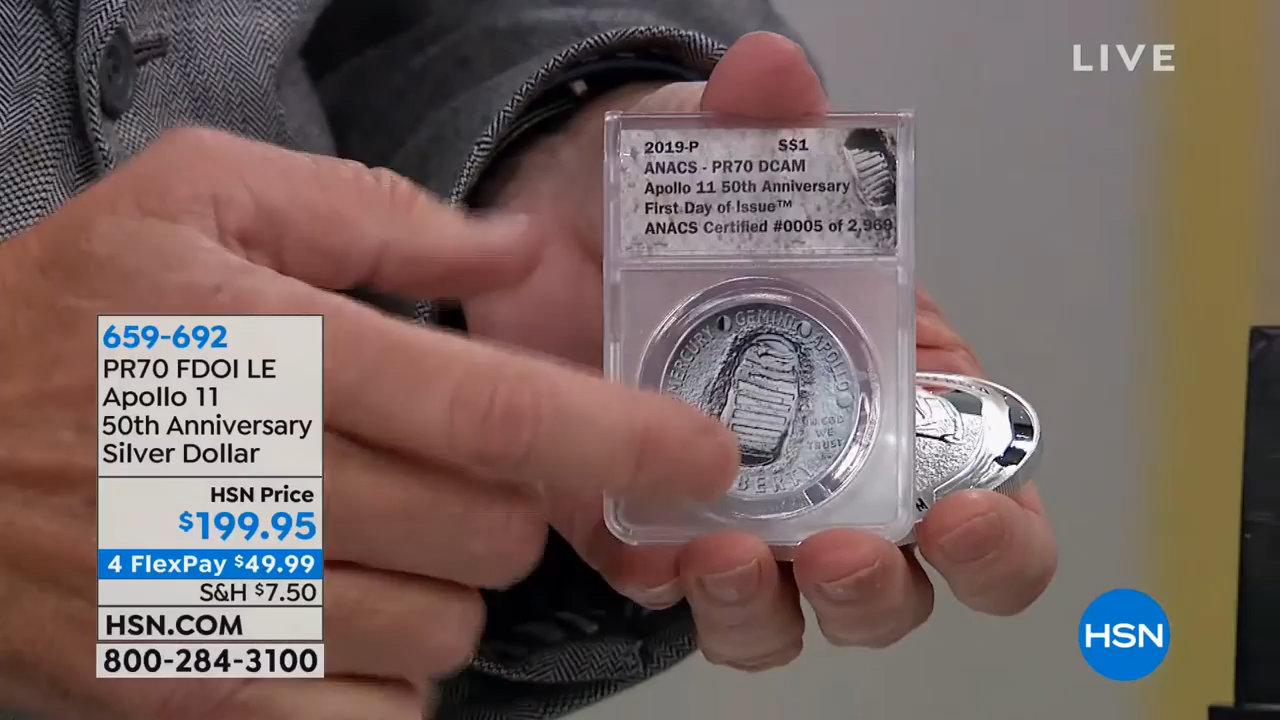 LIVE
2019-P S$1
ANACS - PR70 DCAM
Apollo 11 50th Anniversary
First Day of Issue™
ANACS Certified #0005 of 2,969
MERCURY GEMINI APOLLO
IN GOD
WE
TRUST
659-692
PR70 FDOI LE
Apollo 11
50th Anniversary
Silver Dollar
HSN Price
$199.95
4 FlexPay $49.99
S&H $7.50
HSN.COM
800-284-3100
HSN